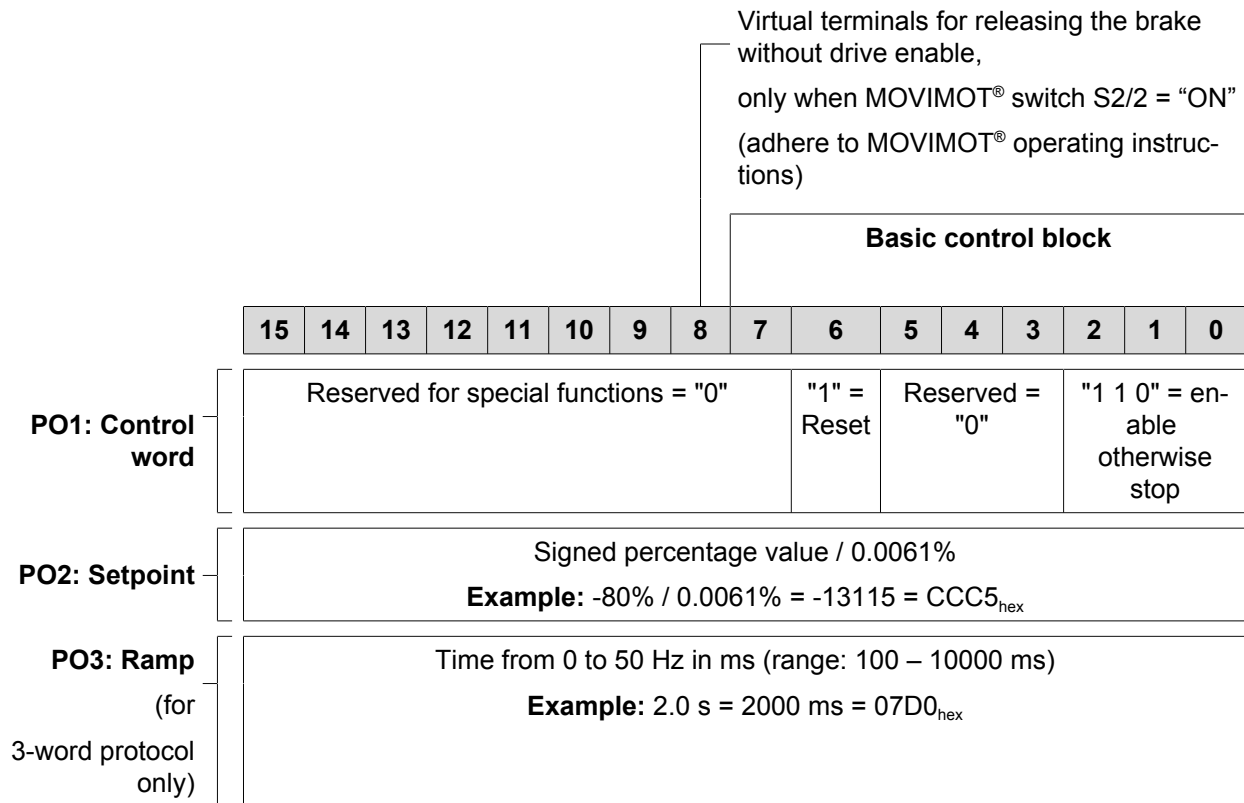 Virtual terminals for releasing the brake
without drive enable,
only when MOVIMOT® switch S2/2 = “ON”
(adhere to MOVIMOT® operating instruc-
tions)
Basic control block
15 14 13 12 11 10 9 8 7 6 5 4 3 2 1 0
PO1: Control
word
Reserved for special functions = "0"
"1" =
Reset
Reserved =
"0"
"1 1 0" = en-
able
otherwise
stop
PO2: Setpoint
Signed percentage value / 0.0061%
Example: -80% / 0.0061% = -13115 = CCC5hex
PO3: Ramp
(for
3-word protocol
only)
Time from 0 to 50 Hz in ms (range: 100 – 10000 ms)
Example: 2.0 s = 2000 ms = 07D0hex